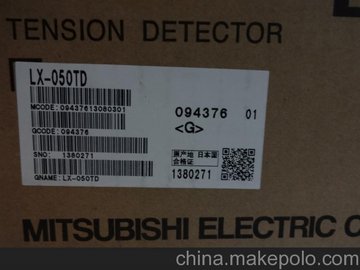 TENSION DETECTOR
LX-050TD
MCODE: 09437613080301
094376 01
<G>
GCODE: 094376
原产地 日本国
合格证
SNO: 1380271
1380271
GNAME: LX-050TD
MITSUBISHI ELECTRIC C
china.makepolo.com